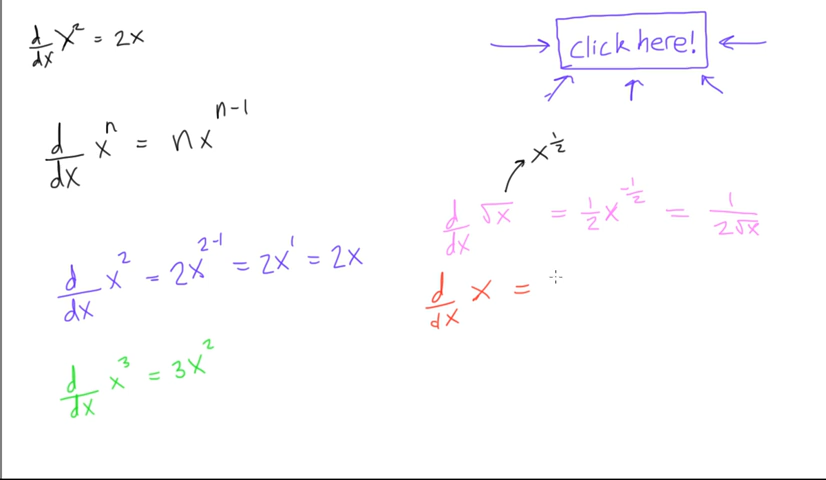 d/dx x² = 2x
click here!
d/dx xⁿ = nxⁿ⁻¹
x^½
d/dx √x = ½x^-½ = 1/2√x
d/dx x² = 2x²⁻¹ = 2x¹ = 2x
d/dx x =
d/dx x³ = 3x²